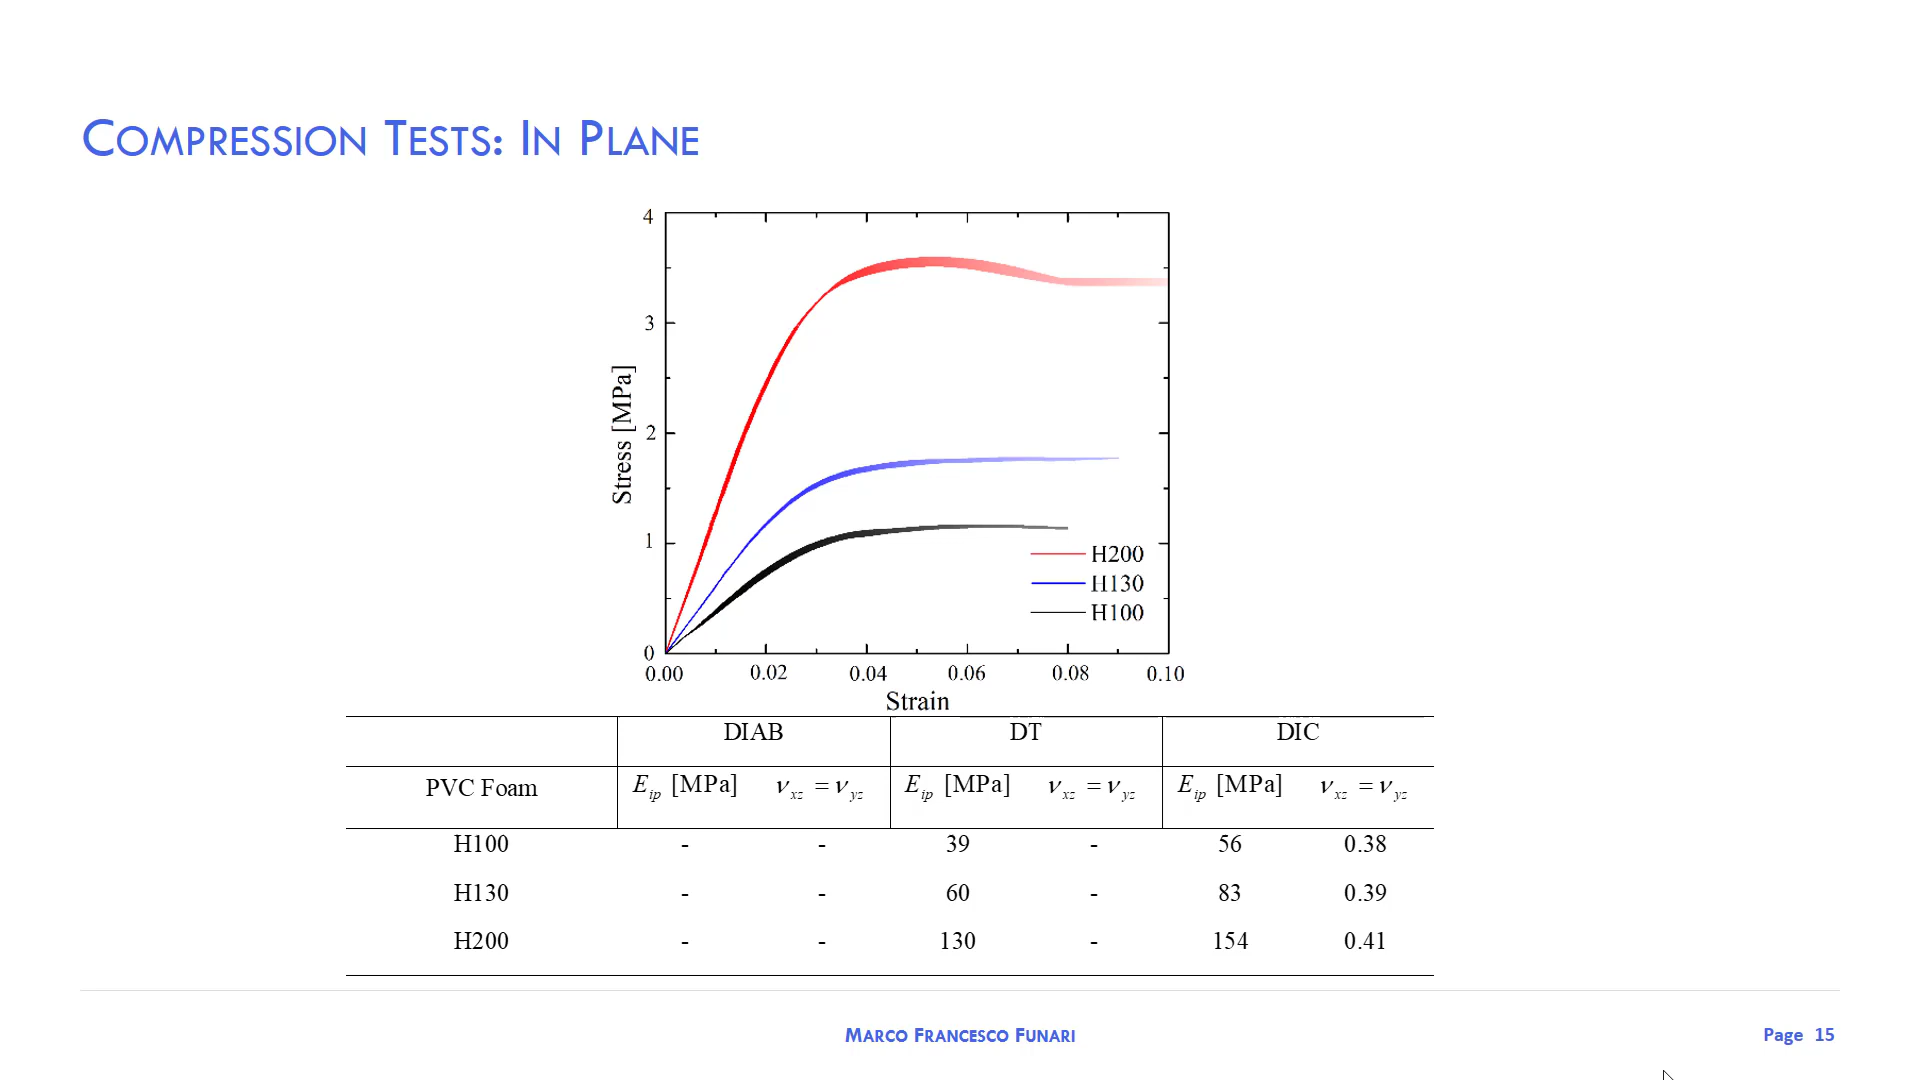 COMPRESSION TESTS: IN PLANE
4
3
2
1
0
Stress [MPa]
H200
H130
H100
0.00 0.02 0.04 0.06 0.08 0.10
Strain
DIAB DT DIC
PVC Foam E_ip [MPa] ν_xz = ν_yz E_ip [MPa] ν_xz = ν_yz E_ip [MPa] ν_xz = ν_yz
H100 - - 39 - 56 0.38
H130 - - 60 - 83 0.39
H200 - - 130 - 154 0.41
MARCO FRANCESCO FUNARI
Page 15